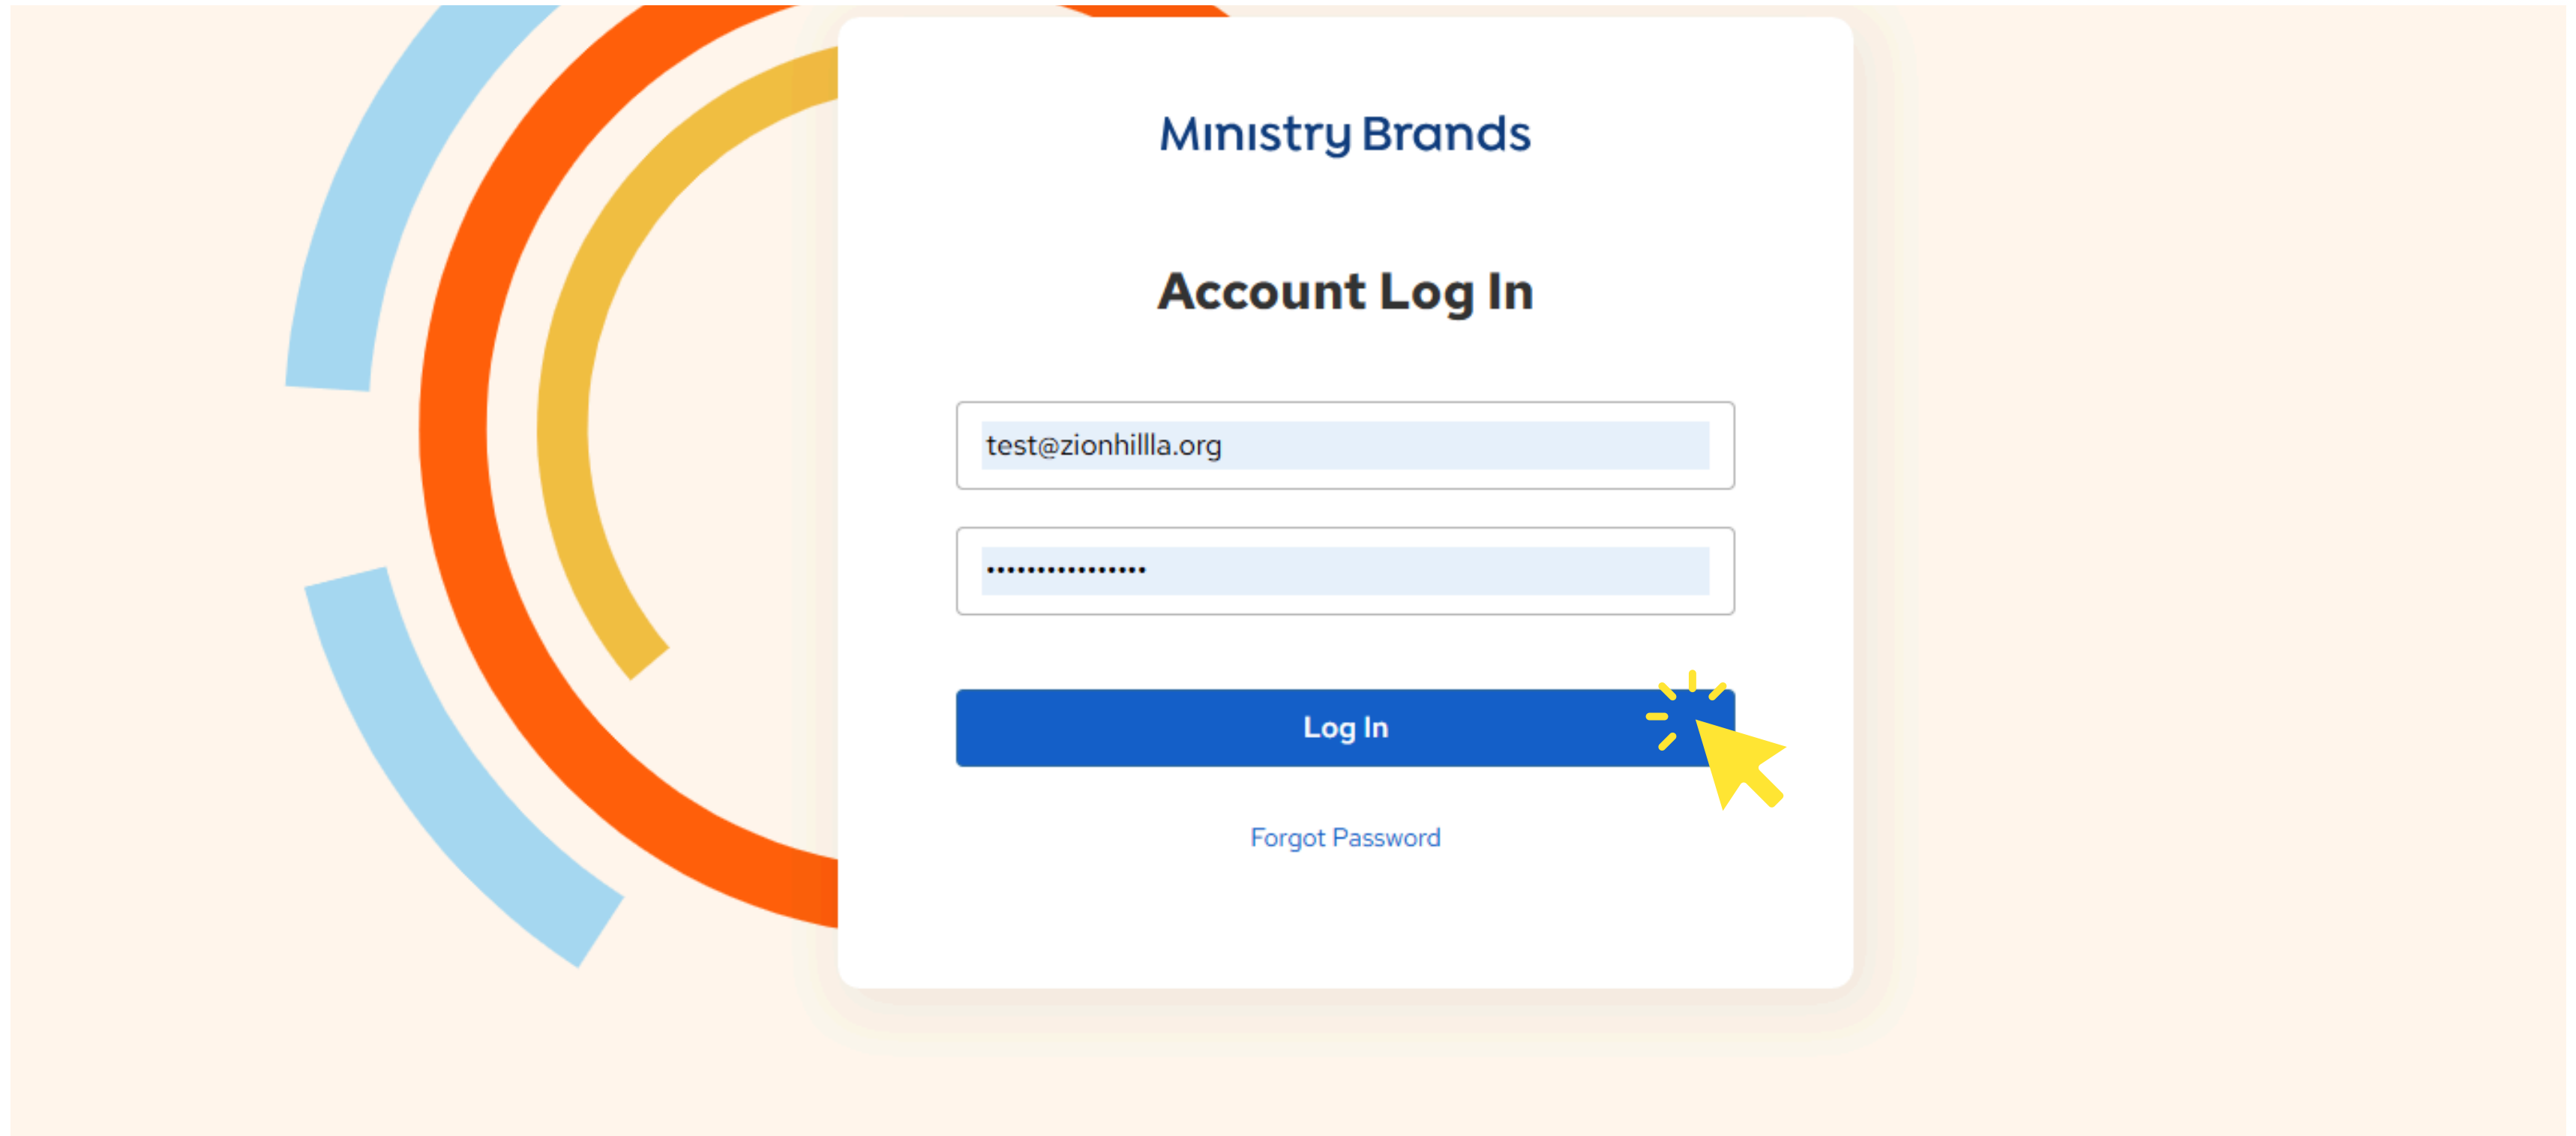 Ministry Brands
Account Log In
test@zionhillla.org
••••••••••••••••
Log In
Forgot Password